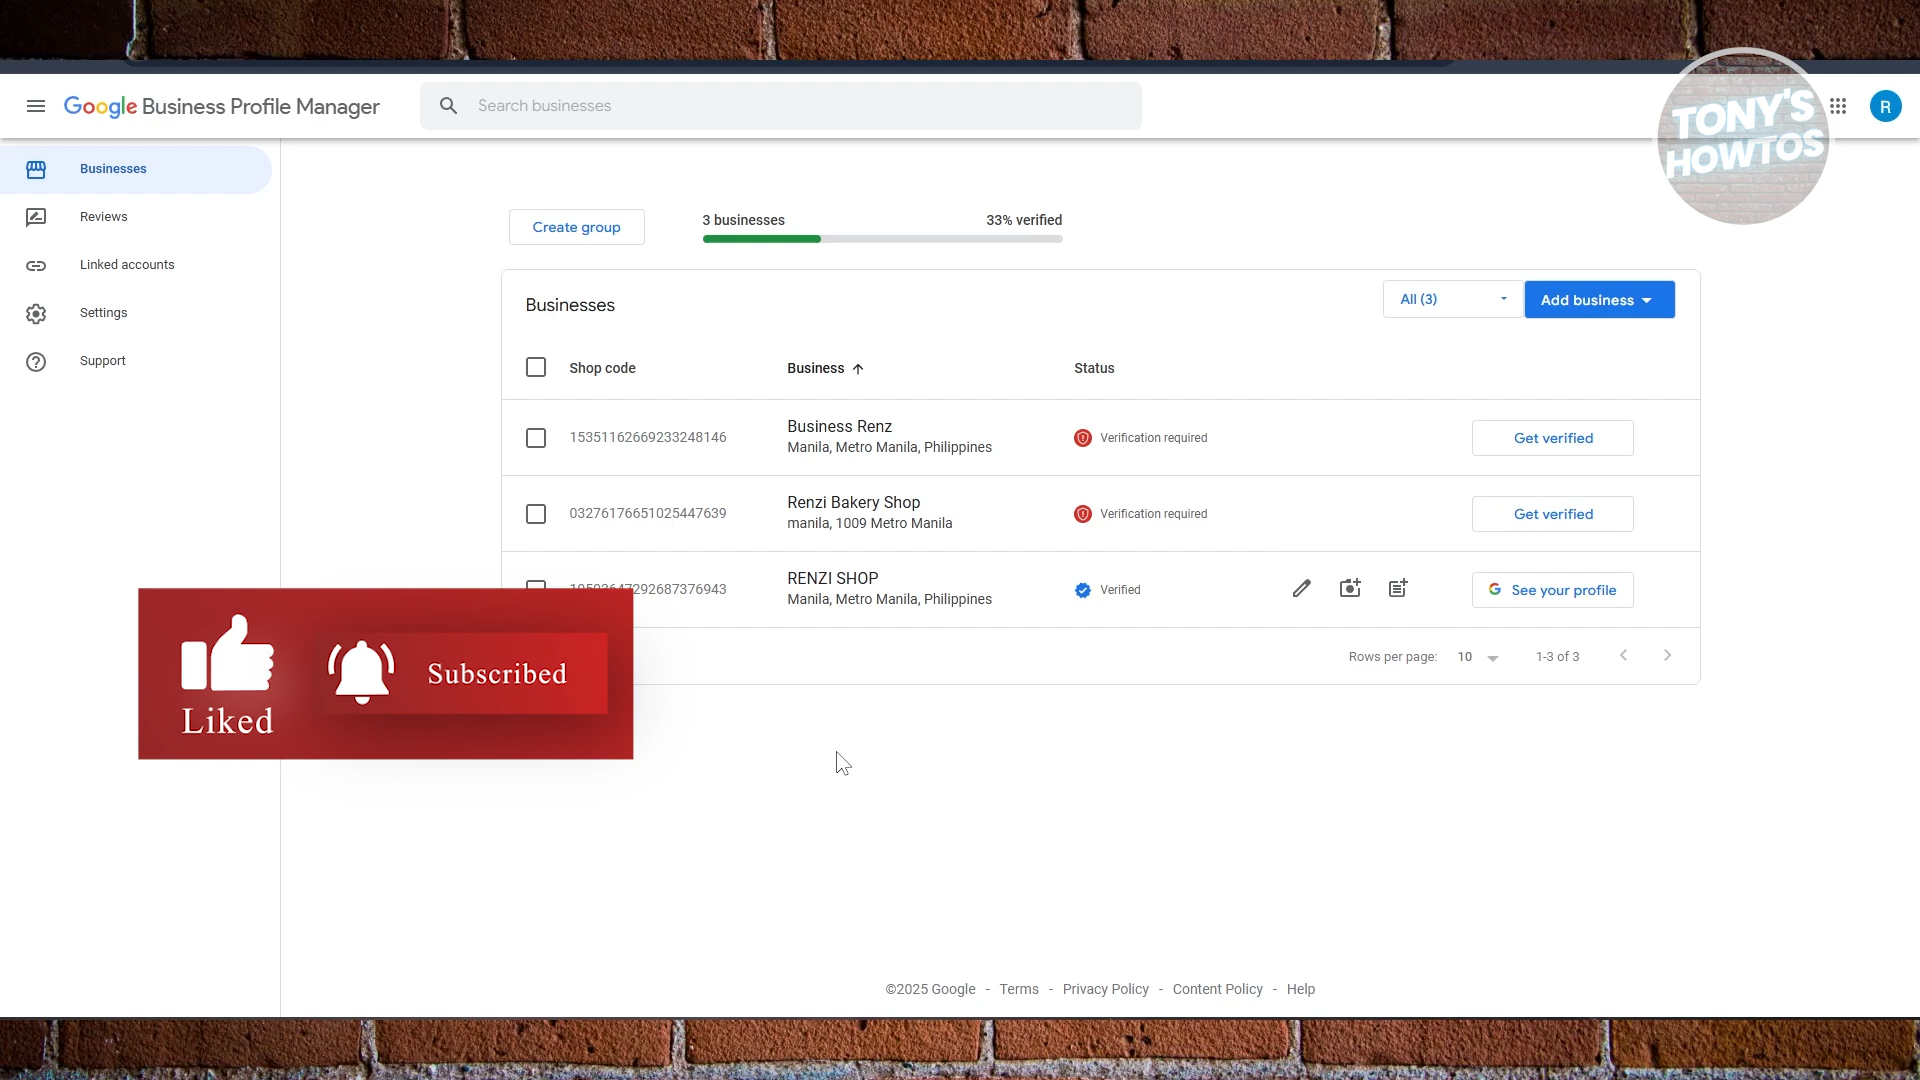 Google Business Profile Manager
Search businesses
R
TONY'S
HOWTOS
Businesses
Reviews
Linked accounts
Settings
Support
Create group
3 businesses
33% verified
Businesses
All (3)
Add business
Shop code
Business
Status
15351162669233248146
Business Renz
Manila, Metro Manila, Philippines
Verification required
Get verified
03276176651025447639
Renzi Bakery Shop
manila, 1009 Metro Manila
Verification required
Get verified
RENZI SHOP
Manila, Metro Manila, Philippines
Verified
G See your profile
Rows per page: 10
1-3 of 3
Liked
Subscribed
©2025 Google - Terms - Privacy Policy - Content Policy - Help